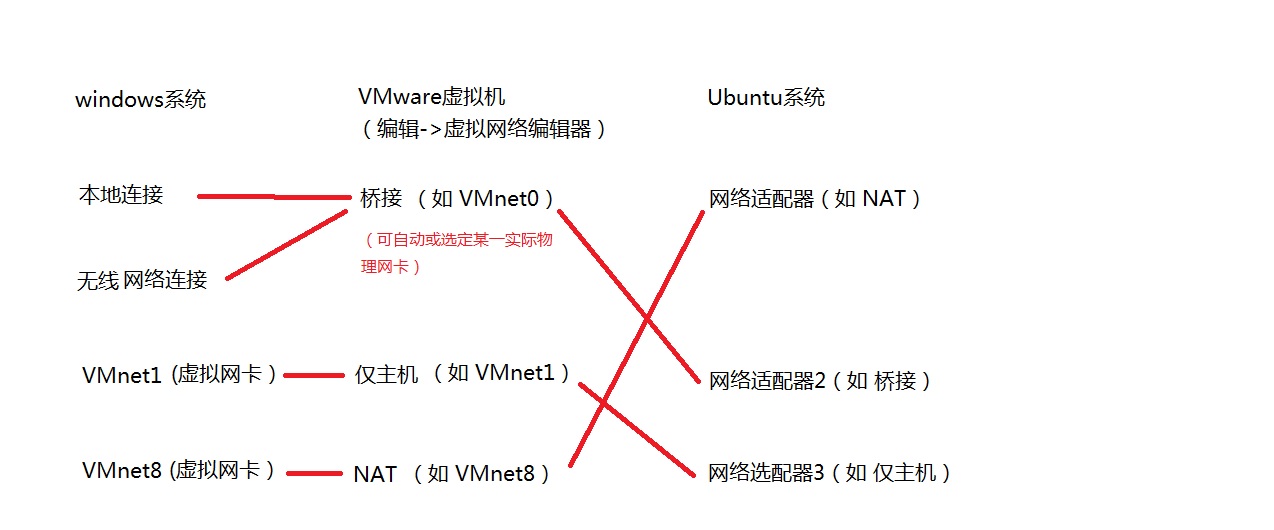 windows系统
VMware虚拟机
Ubuntu系统
（编辑->虚拟网络编辑器）
本地连接
桥接 （如 VMnet0）
网络适配器（如 NAT）
（可自动或选定某一实际物
理网卡）
无线 网络连接
VMnet1 (虚拟网卡）
仅主机 （如 VMnet1）
网络适配器2（如 桥接）
VMnet8 (虚拟网卡）
NAT （如 VMnet8）
网络选配器3（如 仅主机）